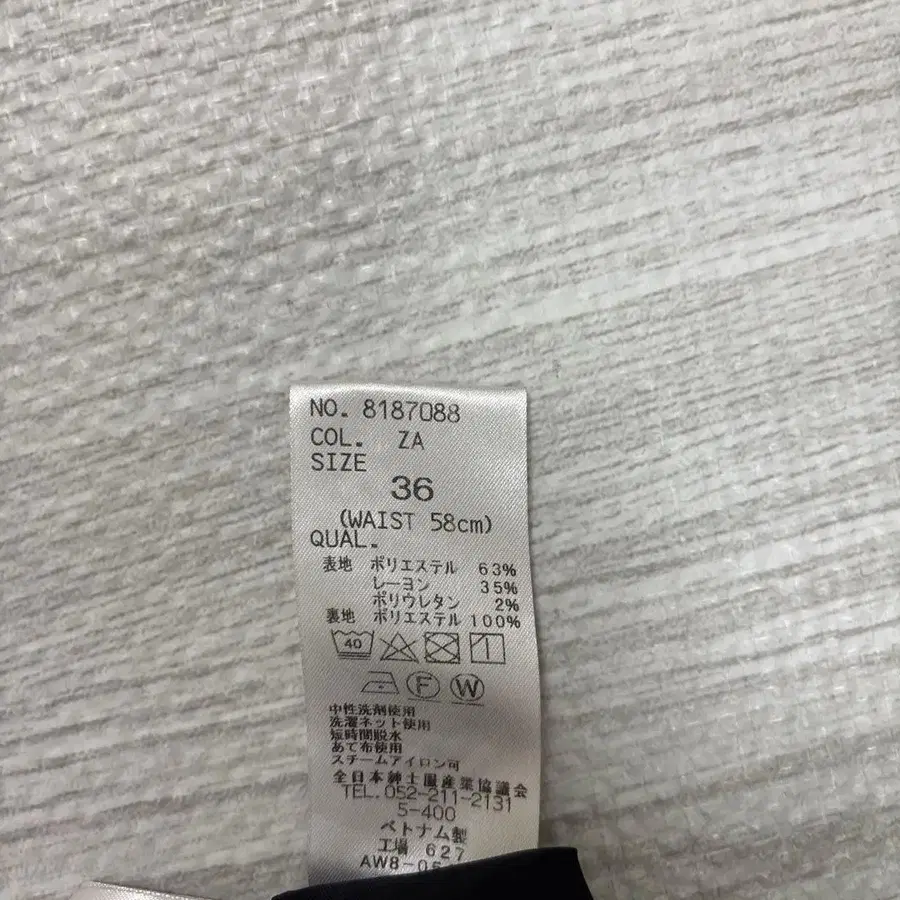 NO. 8187088
COL. ZA
SIZE
36
(WAIST 58cm)
QUAL.
表地 ポリエステル 63%
レーヨン 35%
ポリウレタン 2%
裏地 ポリエステル 100%
40
F W
中性洗剤使用
洗濯ネット使用
短時間脱水
あて布使用
スチームアイロン可
全日本紳士服産業協議会
TEL.052-211-2131
S-400
ベトナム製
工場 627